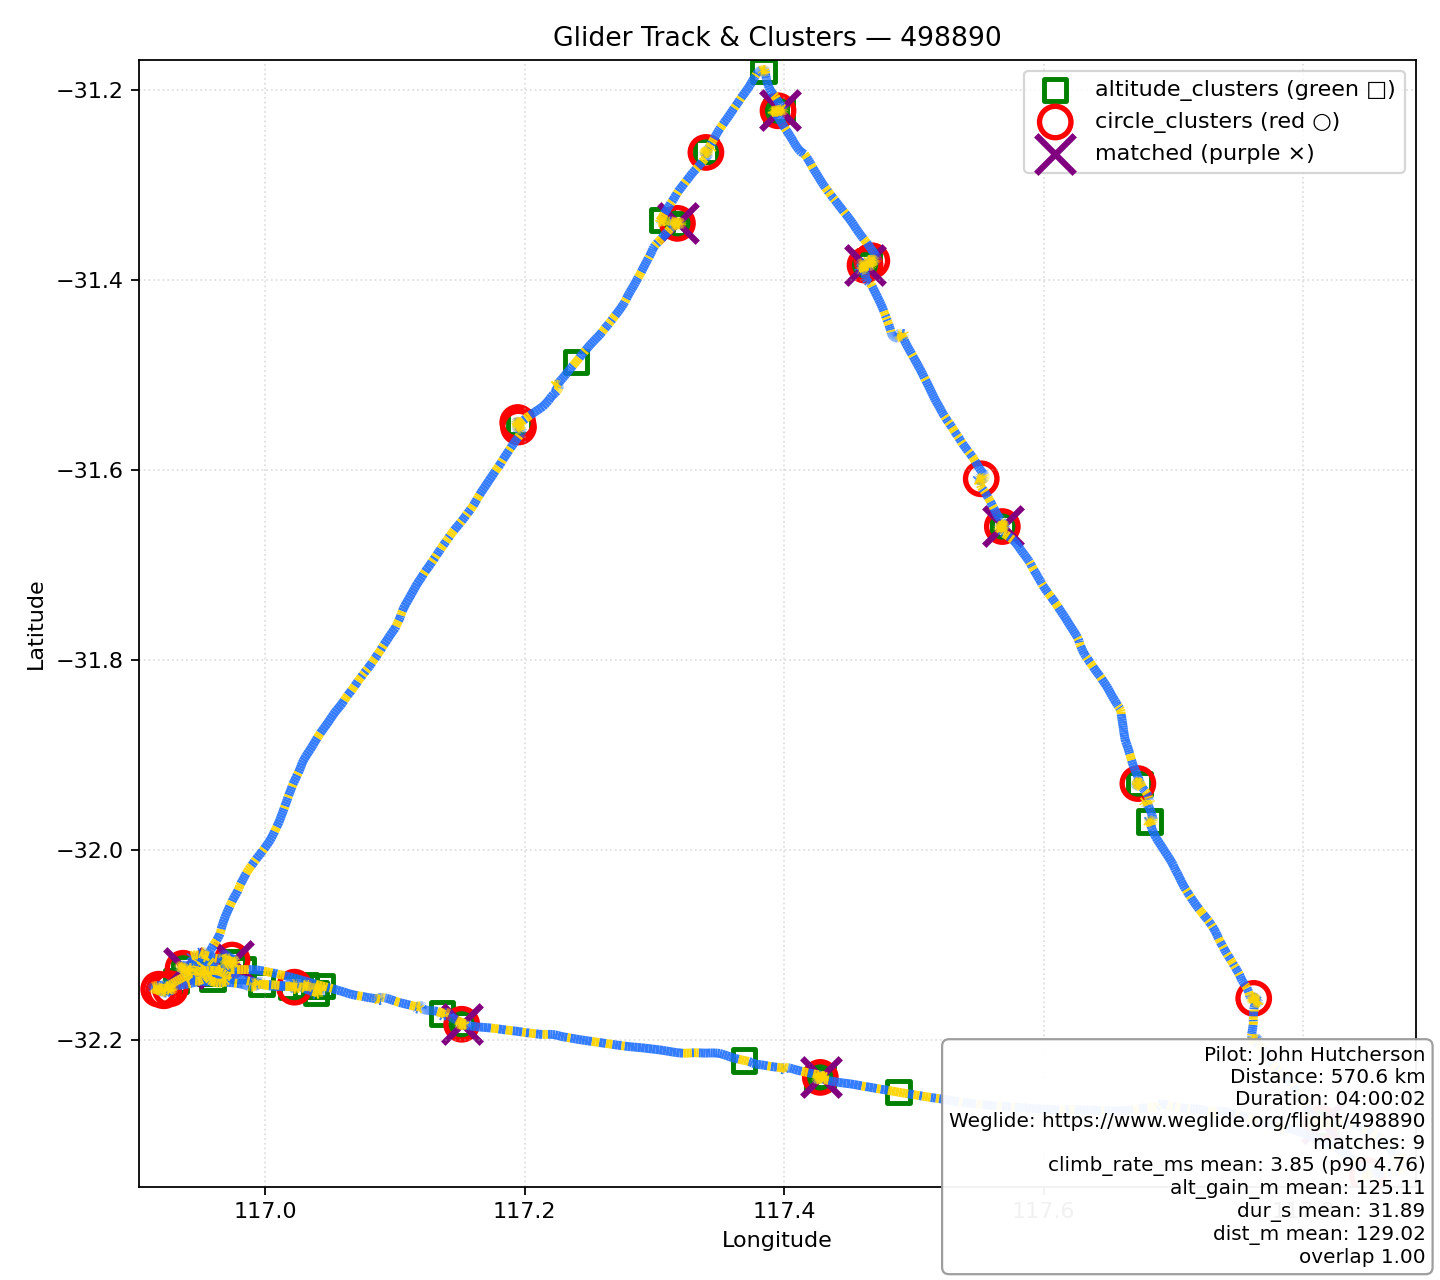 Glider Track & Clusters — 498890
altitude_clusters (green □)
circle_clusters (red ○)
matched (purple ×)
Latitude
−31.2
−31.4
−31.6
−31.8
−32.0
−32.2
117.0
117.2
117.4
117.6
Longitude
Pilot: John Hutcherson
Distance: 570.6 km
Duration: 04:00:02
Weglide: https://www.weglide.org/flight/498890
matches: 9
climb_rate_ms mean: 3.85 (p90 4.76)
alt_gain_m mean: 125.11
dur_s mean: 31.89
dist_m mean: 129.02
overlap 1.00